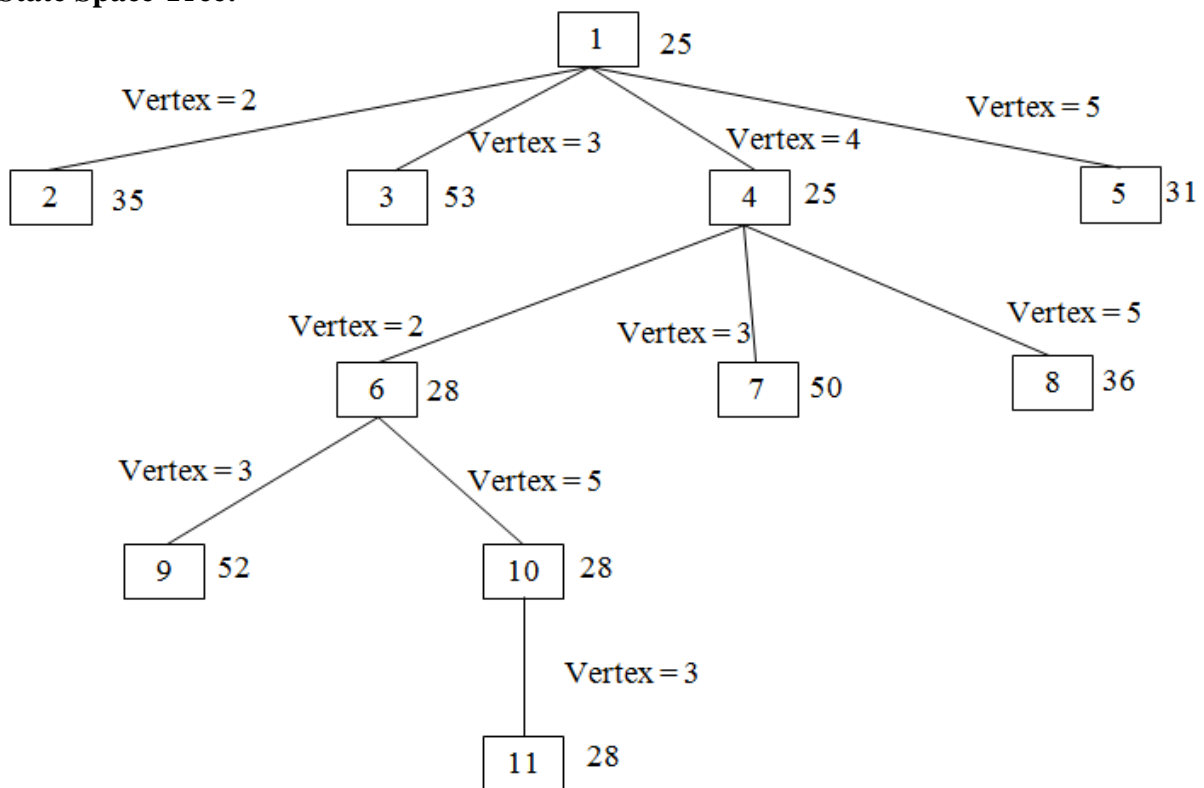 State Space Tree:
1 25
Vertex = 2
Vertex = 5
Vertex = 3
Vertex = 4
2 35
3 53
4 25
5 31
Vertex = 2
Vertex = 3
Vertex = 5
6 28
7 50
8 36
Vertex = 3
Vertex = 5
9 52
10 28
Vertex = 3
11 28